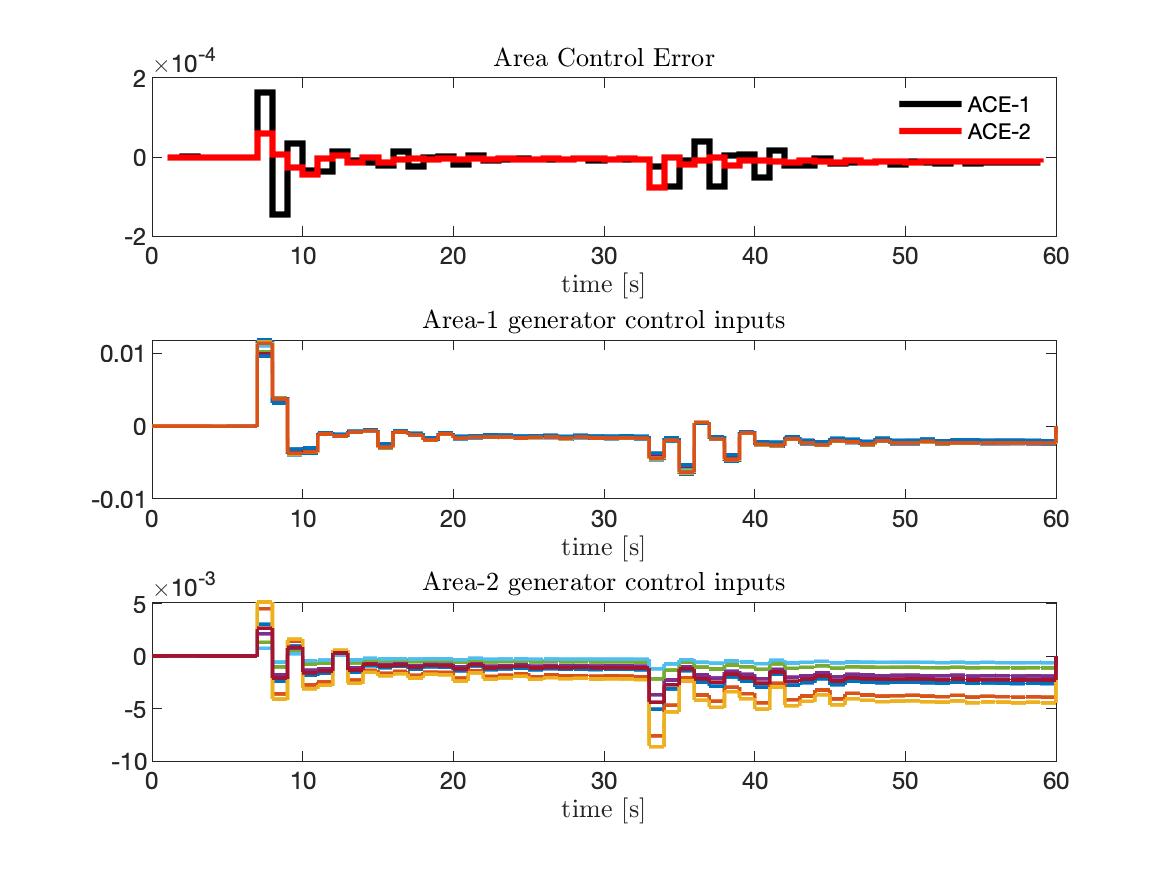 Area Control Error
×10-4
2
0
-2
ACE-1
ACE-2
0 10 20 30 40 50 60
time [s]
Area-1 generator control inputs
0.01
0
-0.01
0 10 20 30 40 50 60
time [s]
Area-2 generator control inputs
×10-3
5
0
-5
-10
0 10 20 30 40 50 60
time [s]